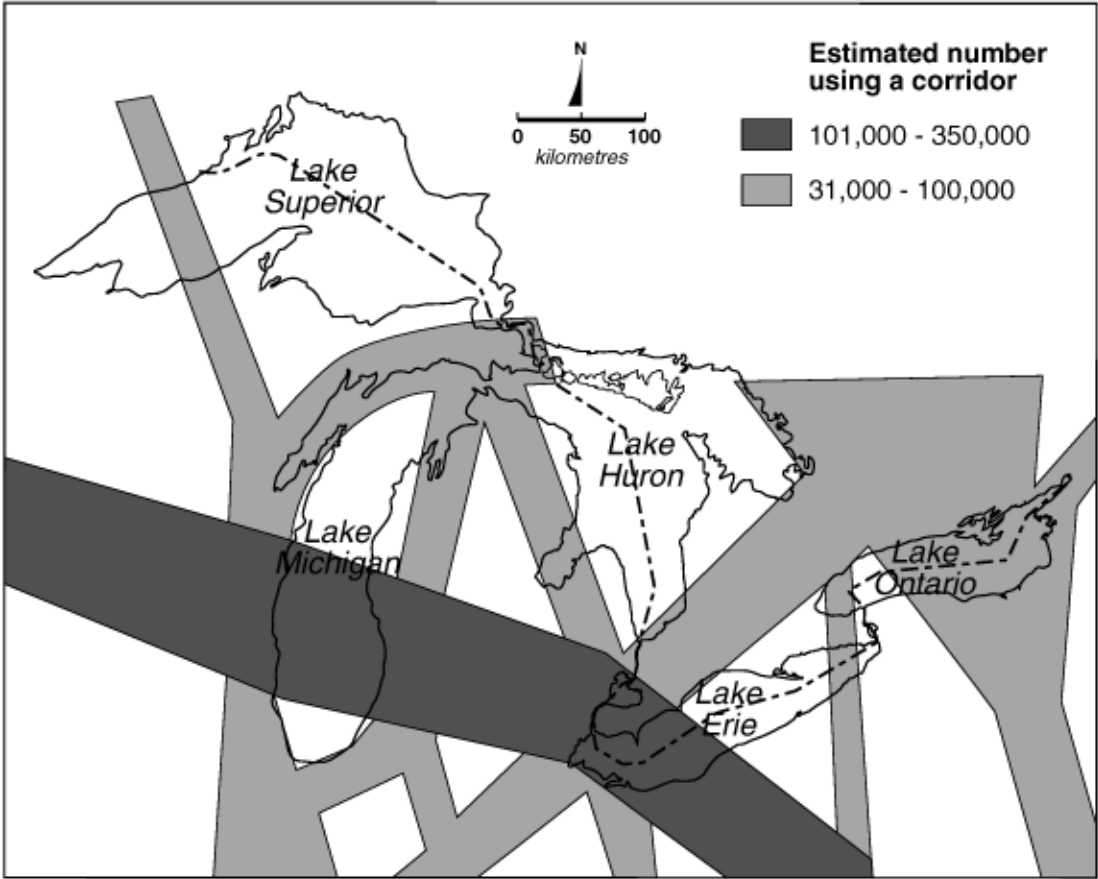 N
0 50 100
kilometres
Estimated number
using a corridor
101,000 - 350,000
31,000 - 100,000
Lake
Superior
Lake
Huron
Lake
Michigan
Lake
Ontario
Lake
Erie